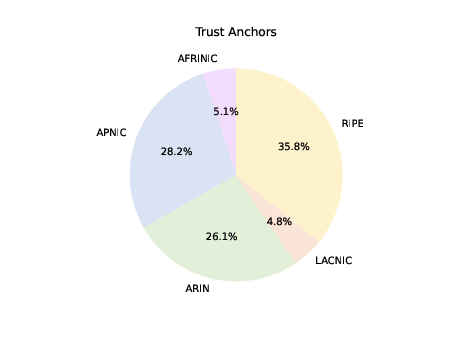 Trust Anchors
AFRINIC
5.1%
RIPE
35.8%
APNIC
28.2%
4.8%
LACNIC
26.1%
ARIN